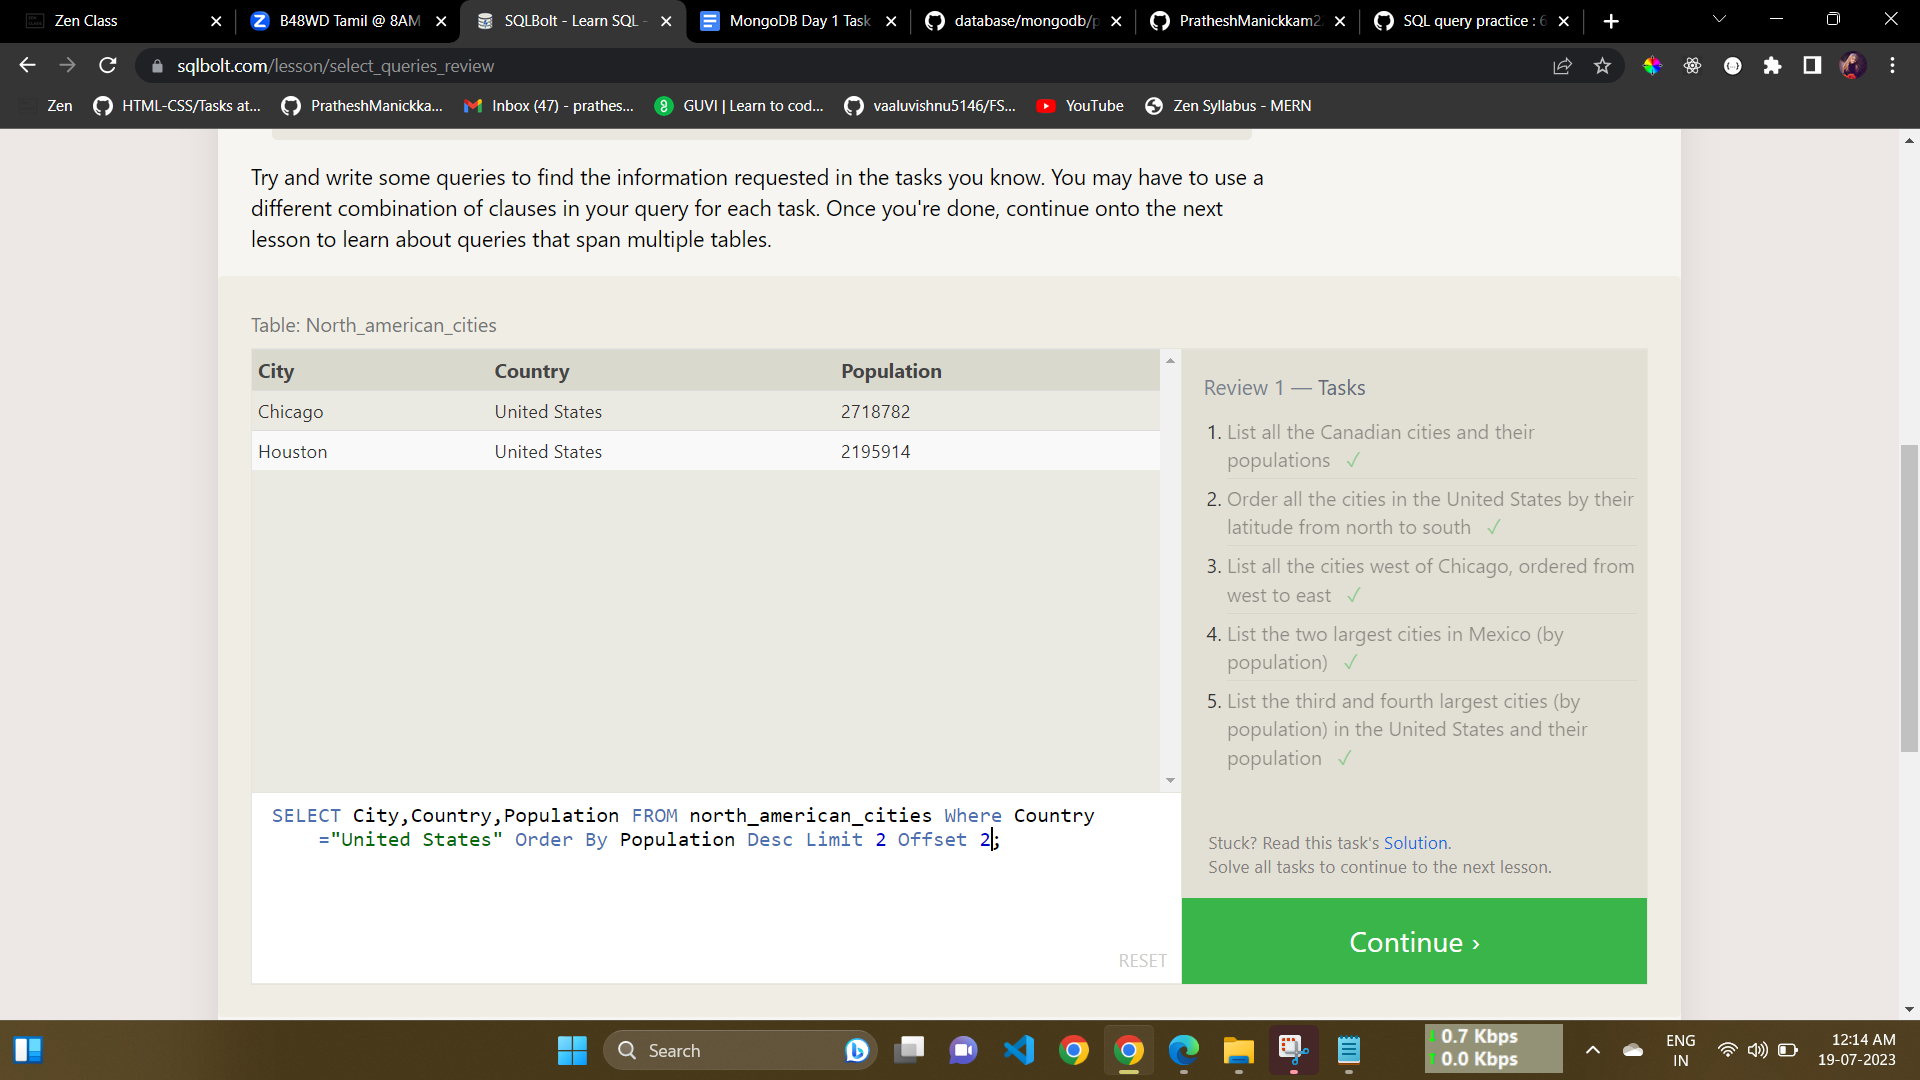 Zen Class
B48WD Tamil @ 8AM
SQLBolt - Learn SQL -
MongoDB Day 1 Task
database/mongodb/p
PratheshManickkam2
SQL query practice : 6
sqlbolt.com/lesson/select_queries_review
Zen
HTML-CSS/Tasks at...
PratheshManickka...
Inbox (47) - prathes...
GUVI | Learn to cod...
vaaluvishnu5146/FS...
YouTube
Zen Syllabus - MERN
Try and write some queries to find the information requested in the tasks you know. You may have to use a
different combination of clauses in your query for each task. Once you're done, continue onto the next
lesson to learn about queries that span multiple tables.
Table: North_american_cities
City Country Population
Chicago United States 2718782
Houston United States 2195914
SELECT City,Country,Population FROM north_american_cities Where Country
="United States" Order By Population Desc Limit 2 Offset 2;
RESET
Review 1 — Tasks
1. List all the Canadian cities and their
populations ✓
2. Order all the cities in the United States by their
latitude from north to south ✓
3. List all the cities west of Chicago, ordered from
west to east ✓
4. List the two largest cities in Mexico (by
population) ✓
5. List the third and fourth largest cities (by
population) in the United States and their
population ✓
Stuck? Read this task's Solution.
Solve all tasks to continue to the next lesson.
Continue ›
Search
0.7 Kbps
0.0 Kbps
ENG
IN
12:14 AM
19-07-2023